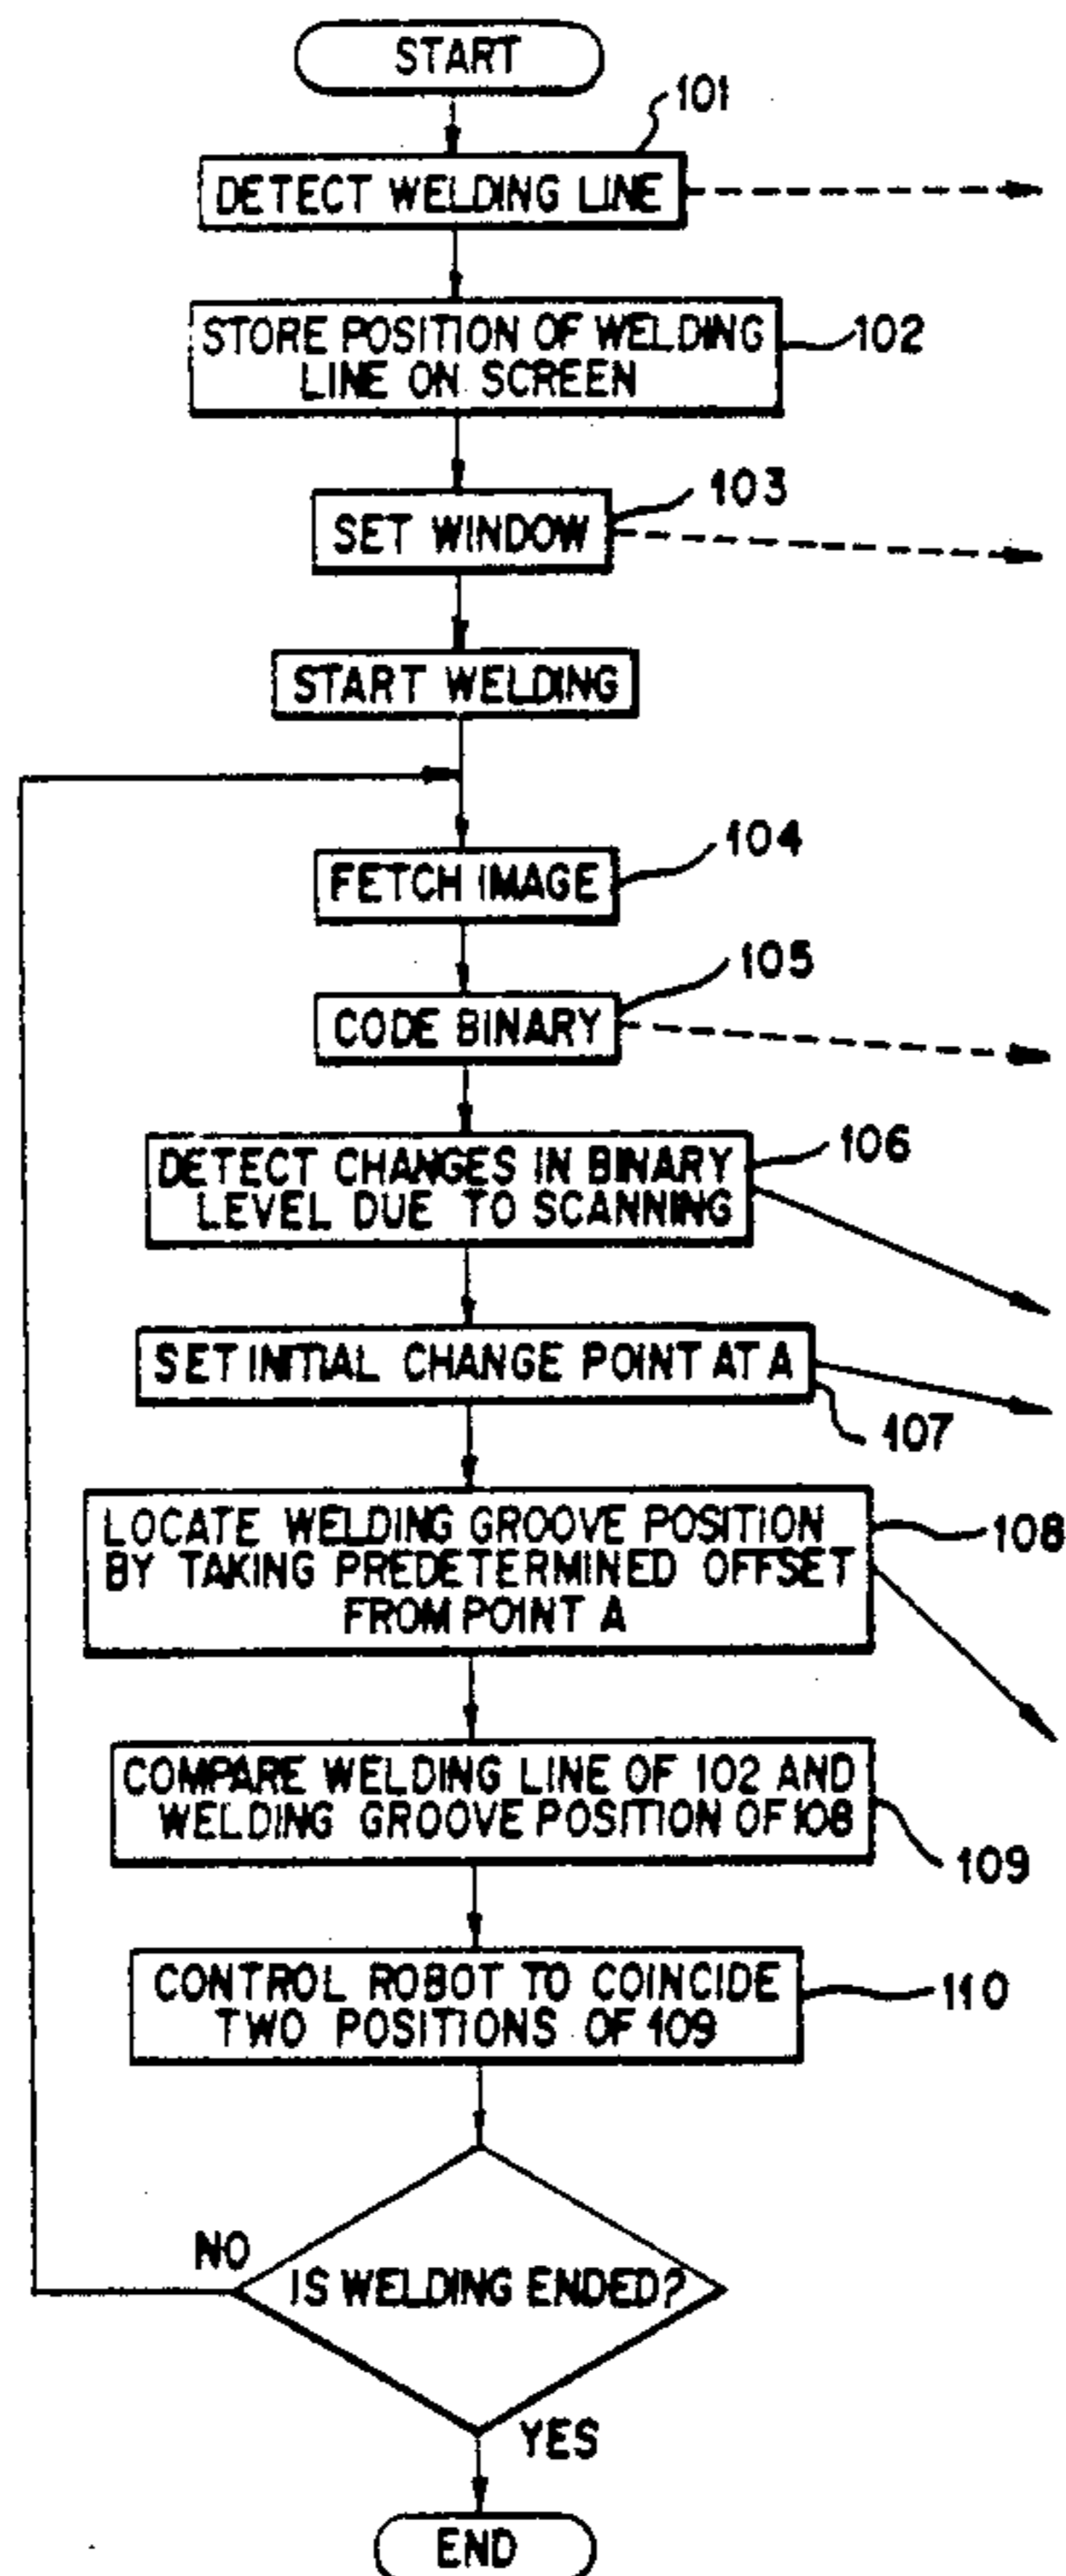 START
101
DETECT WELDING LINE
STORE POSITION OF WELDING
LINE ON SCREEN
102
103
SET WINDOW
START WELDING
104
FETCH IMAGE
105
CODE BINARY
DETECT CHANGES IN BINARY
LEVEL DUE TO SCANNING
106
SET INITIAL CHANGE POINT AT A
107
LOCATE WELDING GROOVE POSITION
BY TAKING PREDETERMINED OFFSET
FROM POINT A
108
COMPARE WELDING LINE OF 102 AND
WELDING GROOVE POSITION OF 108
109
CONTROL ROBOT TO COINCIDE
TWO POSITIONS OF 109
110
NO
IS WELDING ENDED?
YES
END